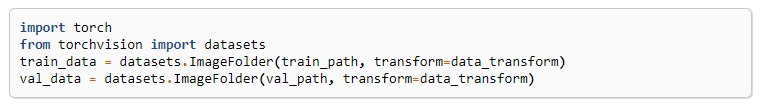 import torch
from torchvision import datasets
train_data = datasets.ImageFolder(train_path, transform=data_transform)
val_data = datasets.ImageFolder(val_path, transform=data_transform)